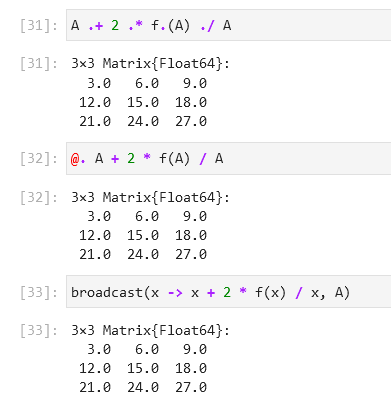 [31]: A .+ 2 .* f.(A) ./ A
[31]: 3×3 Matrix{Float64}:
3.0 6.0 9.0
12.0 15.0 18.0
21.0 24.0 27.0
[32]: @. A + 2 * f(A) / A
[32]: 3×3 Matrix{Float64}:
3.0 6.0 9.0
12.0 15.0 18.0
21.0 24.0 27.0
[33]: broadcast(x -> x + 2 * f(x) / x, A)
[33]: 3×3 Matrix{Float64}:
3.0 6.0 9.0
12.0 15.0 18.0
21.0 24.0 27.0